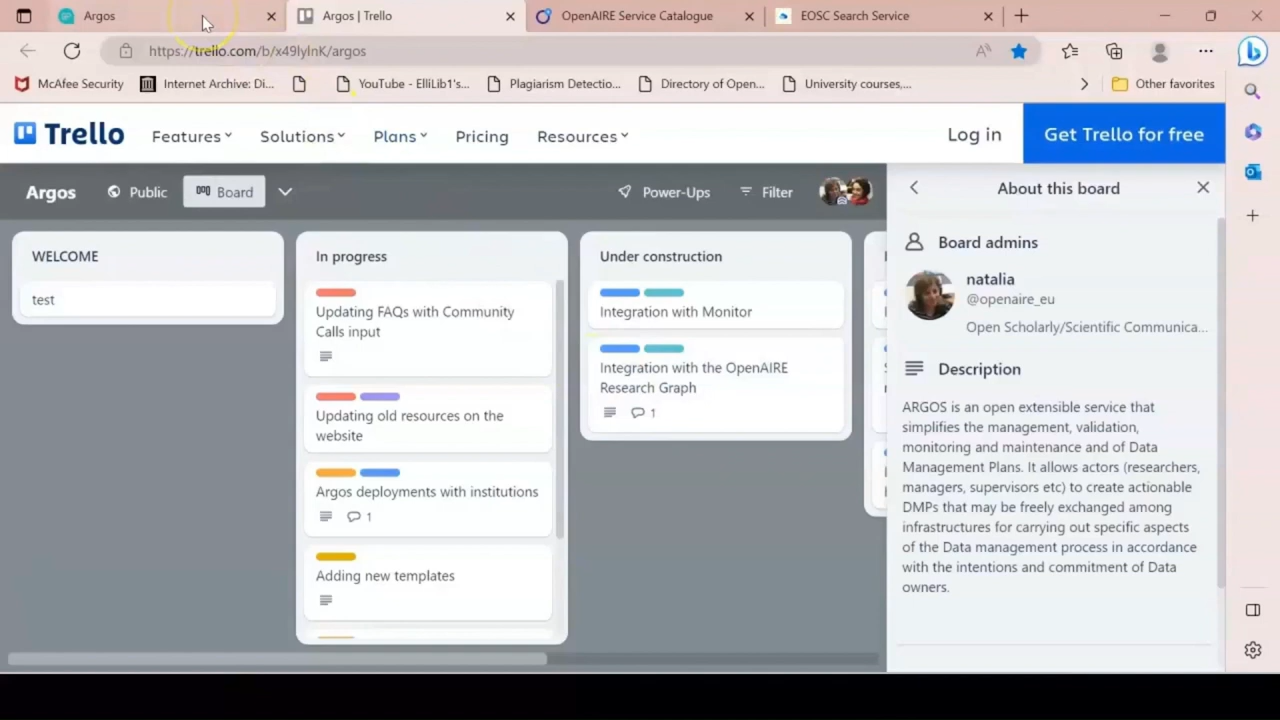 Argos
Argos | Trello
OpenAIRE Service Catalogue
EOSC Search Service
https://trello.com/b/x49lylnK/argos
McAfee Security
Internet Archive: Di...
YouTube - ElliLib1's...
Plagiarism Detectio...
Directory of Open...
University courses,...
Other favorites
Trello
Features
Solutions
Plans
Pricing
Resources
Log in
Get Trello for free
Argos
Public
Board
Power-Ups
Filter
WELCOME
test
In progress
Updating FAQs with Community
Calls input
Updating old resources on the
website
Argos deployments with institutions
1
Adding new templates
Under construction
Integration with Monitor
Integration with the OpenAIRE
Research Graph
1
About this board
Board admins
natalia
@openaire_eu
Open Scholarly/Scientific Communica...
Description
ARGOS is an open extensible service that
simplifies the management, validation,
monitoring and maintenance and of Data
Management Plans. It allows actors (researchers,
managers, supervisors etc) to create actionable
DMPs that may be freely exchanged among
infrastructures for carrying out specific aspects
of the Data management process in accordance
with the intentions and commitment of Data
owners.